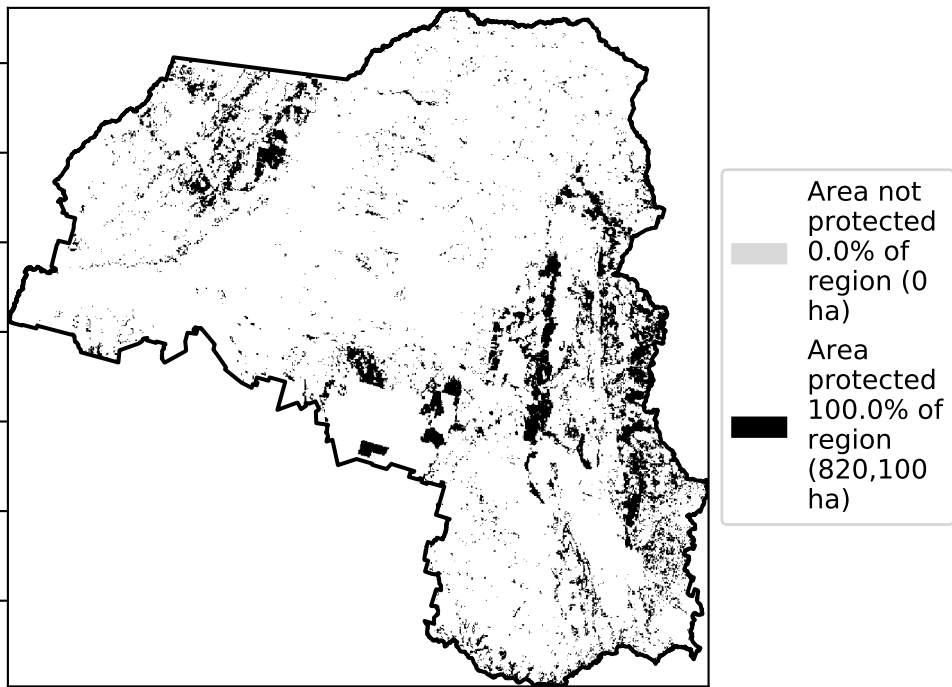 Area not
protected
0.0% of
region (0
ha)
Area
protected
100.0% of
region
(820,100
ha)